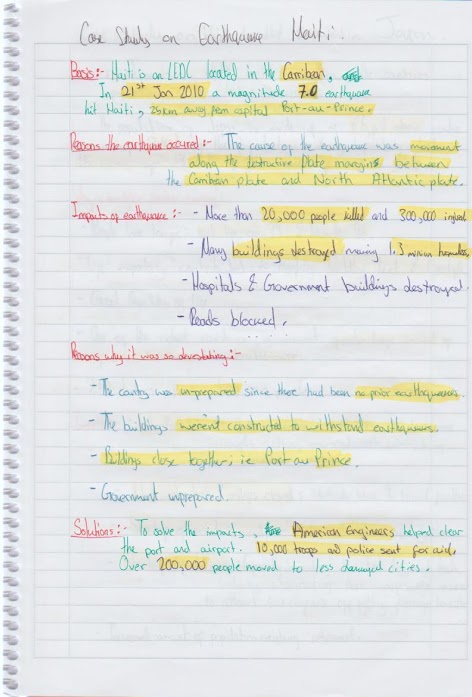 Case Study on Earthquake Haiti.
Basis:- Haiti is an LEDC located in the Carribean,
In 21st Jan 2010 a magnitude 7.0 earthquake
hit Haiti, 25km away from capital Port-au-Prince.
Reasons the earthquake occured:- The cause of the earthquake was movement
along the destructive Plate margins between
the Carribean plate and North Atlantic plate.
Impacts of earthquake:- - More than 20,000 people killed and 300,000 injured
- Many buildings destroyed making 1.3 million homeless
- Hospitals & Government buildings destroyed
- Roads blocked.
Reasons why it was so devestating:-
- The country was unprepared since there had been no prior earthquakes.
- The buildings weren't constructed to withstand earthquakes.
- Buildings close together, ie Port au Prince.
- Government unprepared.
Solutions:- To solve the impacts, American Engineers helped clear
the port and airport. 10,000 troops and police sent for aid.
Over 200,000 people moved to less damaged cities.